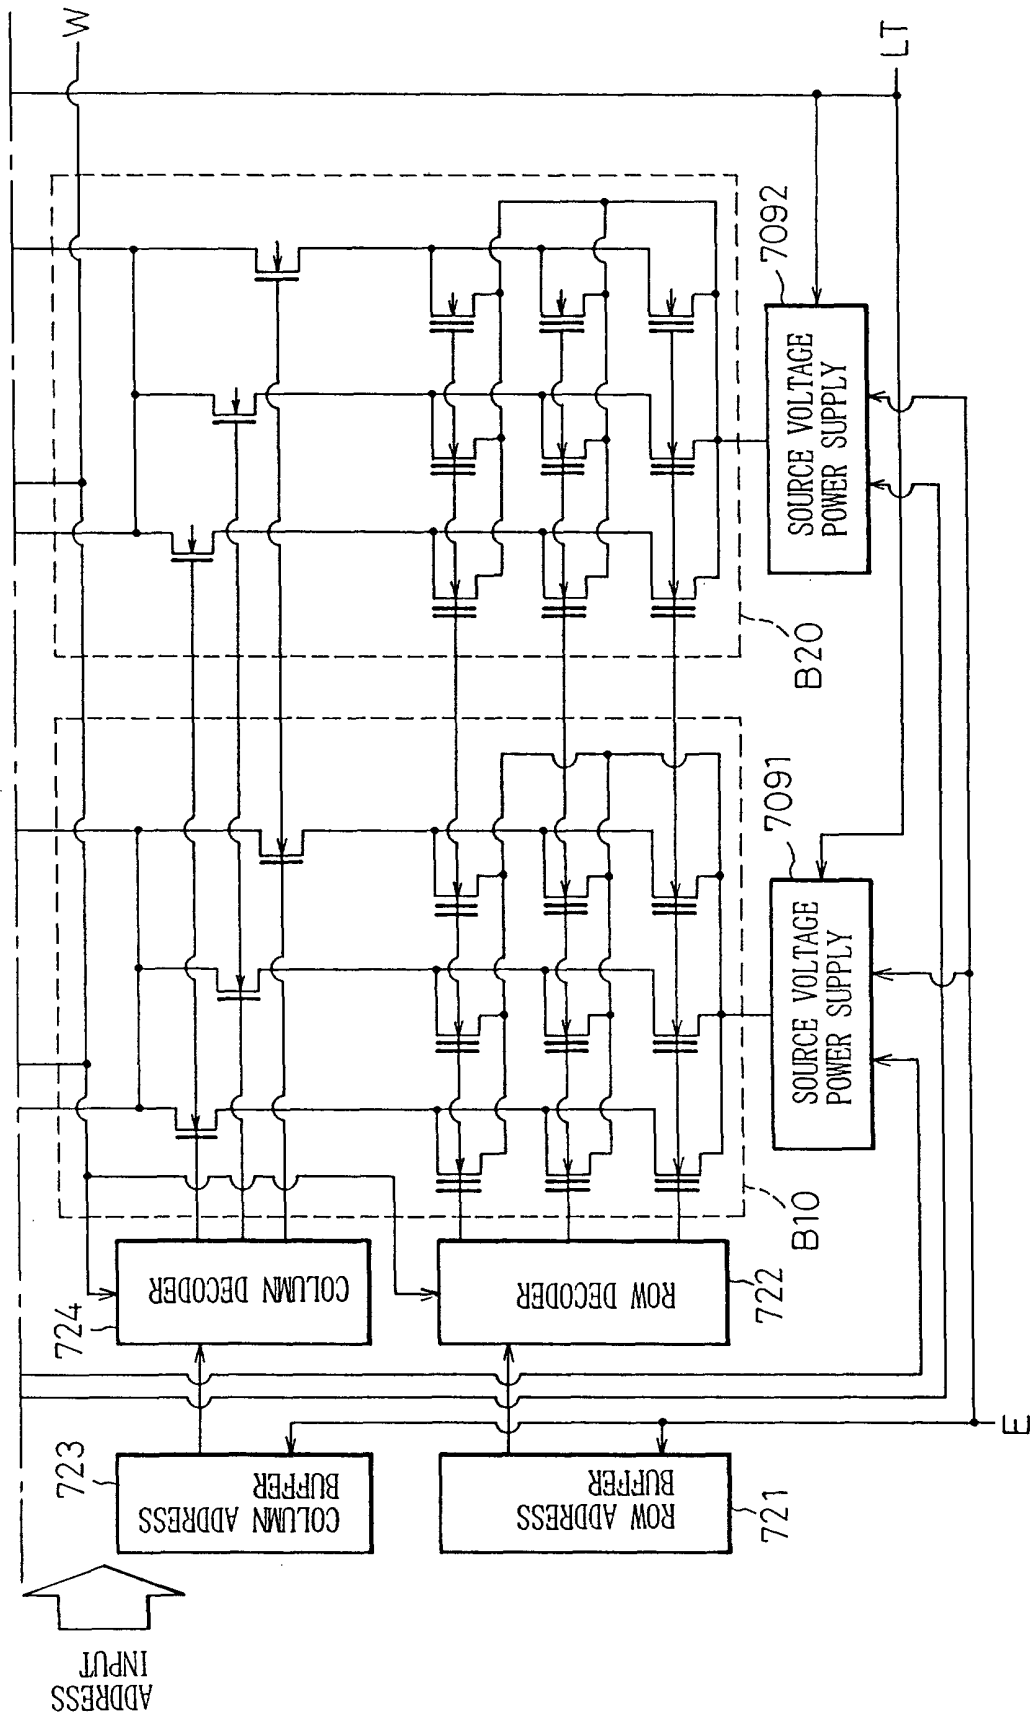 W
LT
7092
SOURCE VOLTAGE
POWER SUPPLY
B20
7091
SOURCE VOLTAGE
POWER SUPPLY
B10
724
COLUMN DECODER
ROW DECODER
722
723
COLUMN ADDRESS
BUFFER
ROW ADDRESS
BUFFER
721
E
ADDRESS
INPUT